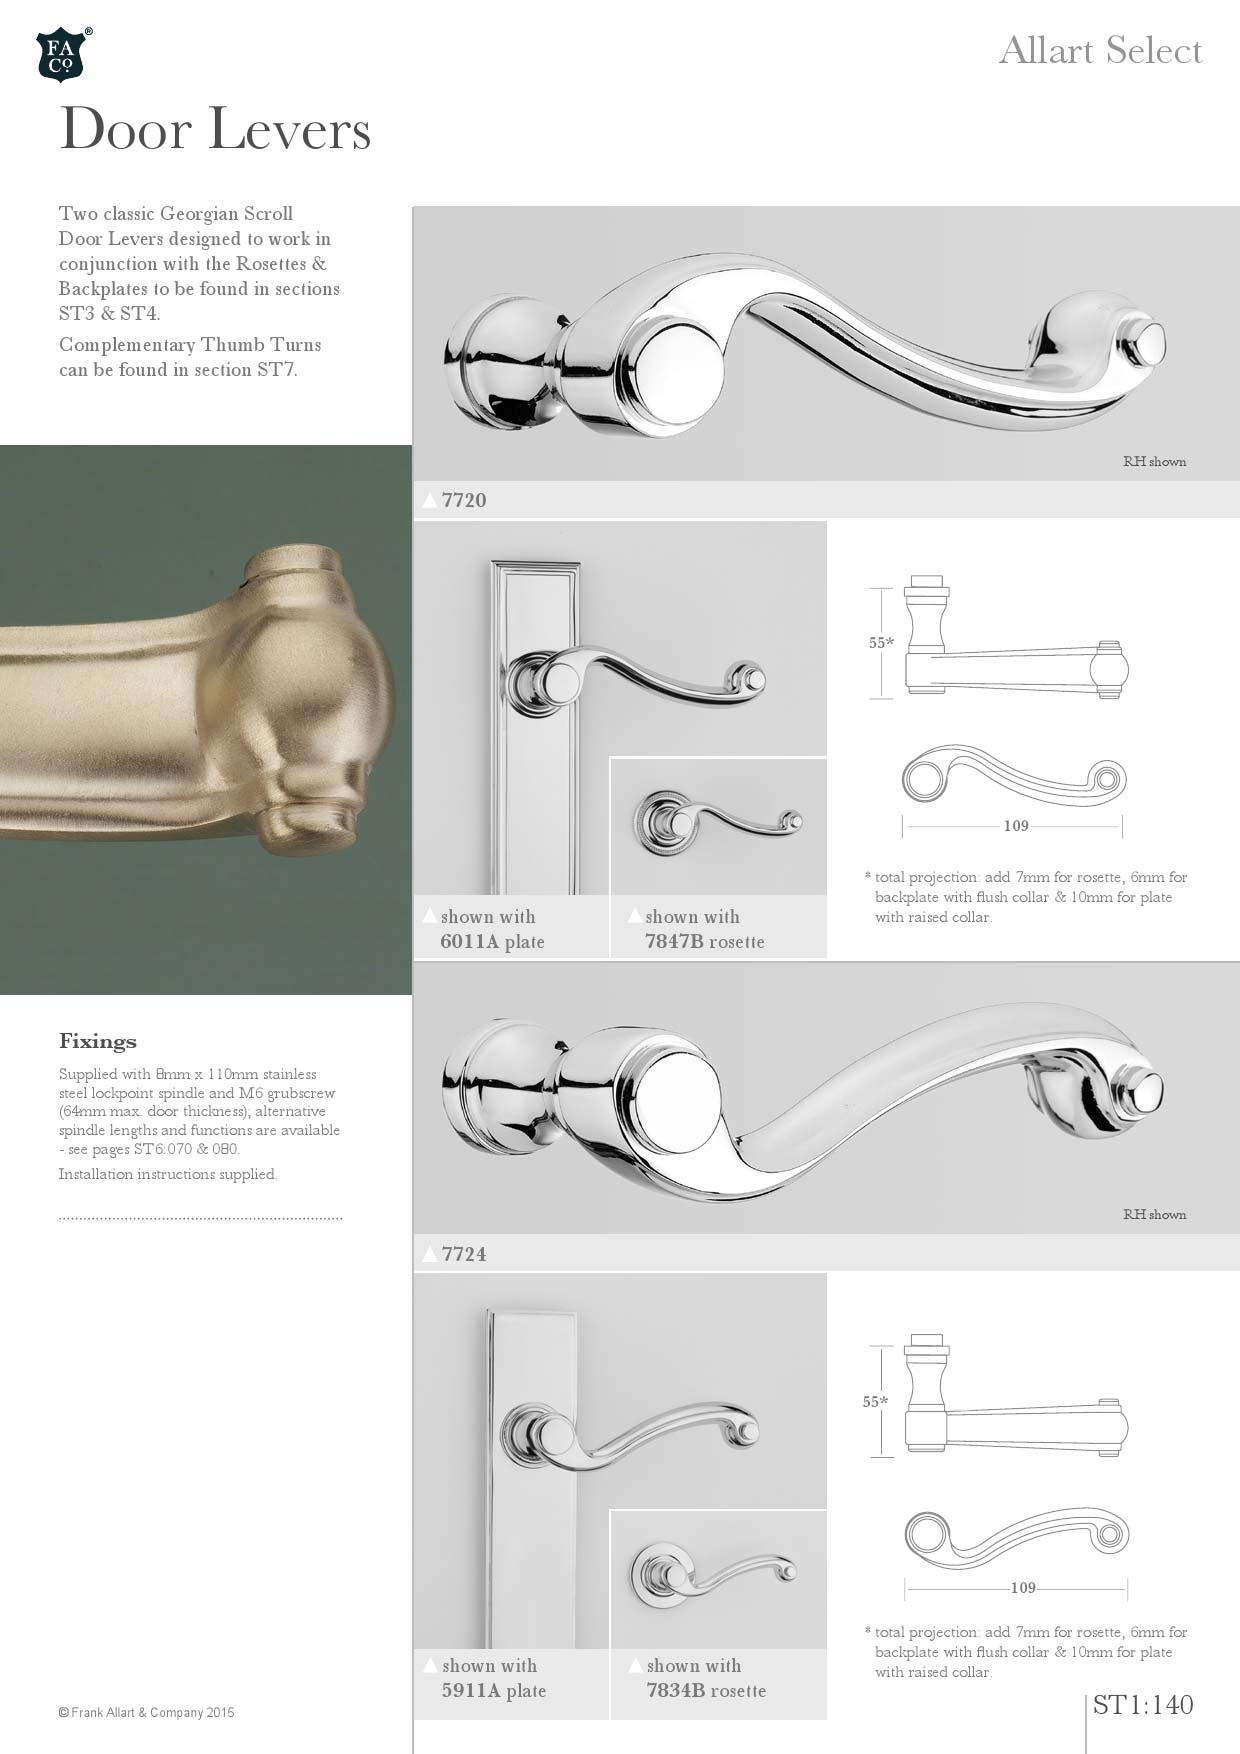 FA
Co.
®
Allart Select
Door Levers
Two classic Georgian Scroll
Door Levers designed to work in
conjunction with the Rosettes &
Backplates to be found in sections
ST3 & ST4.
Complementary Thumb Turns
can be found in section ST7.
RH shown
7720
55*
109
* total projection: add 7mm for rosette, 6mm for
backplate with flush collar & 10mm for plate
with raised collar.
shown with
6011A plate
shown with
7847B rosette
Fixings
Supplied with 8mm x 110mm stainless
steel lockpoint spindle and M6 grubscrew
(64mm max. door thickness); alternative
spindle lengths and functions are available
- see pages ST6:070 & 080.
Installation instructions supplied.
RH shown
7724
55*
109
* total projection: add 7mm for rosette, 6mm for
backplate with flush collar & 10mm for plate
with raised collar.
shown with
5911A plate
shown with
7834B rosette
© Frank Allart & Company 2015
ST1:140